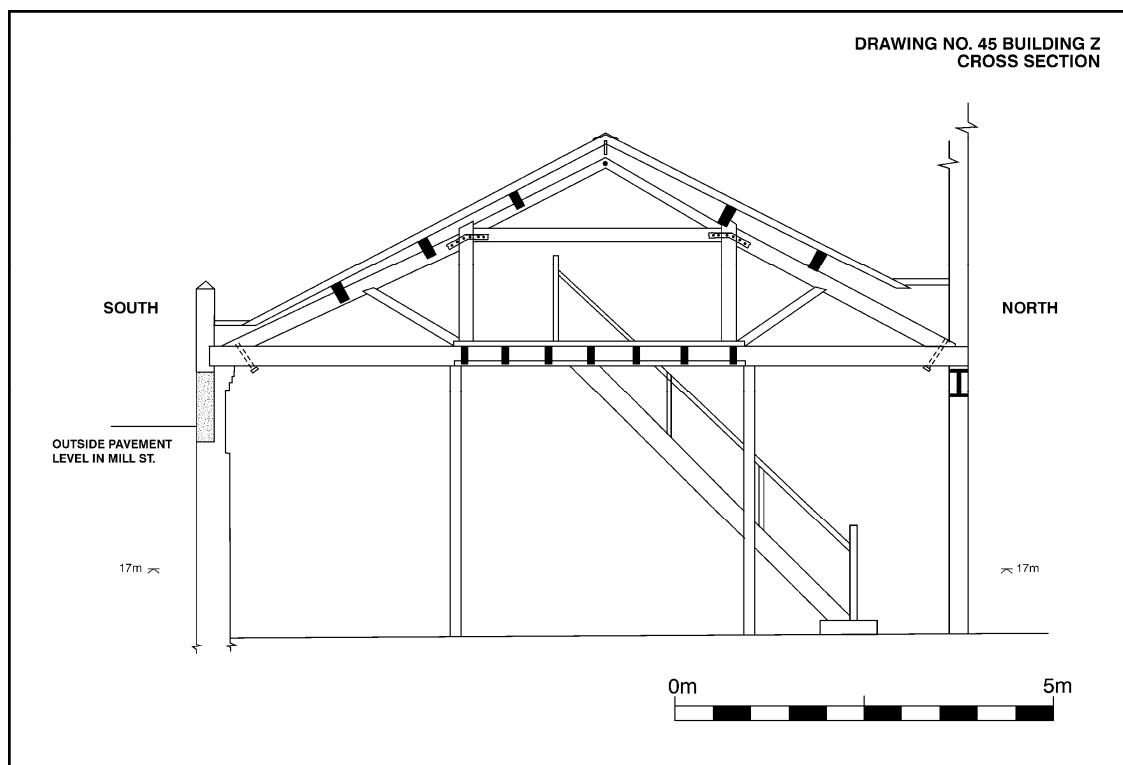 DRAWING NO. 45 BUILDING Z
CROSS SECTION
SOUTH
NORTH
OUTSIDE PAVEMENT
LEVEL IN MILL ST.
17m
17m
0m
5m